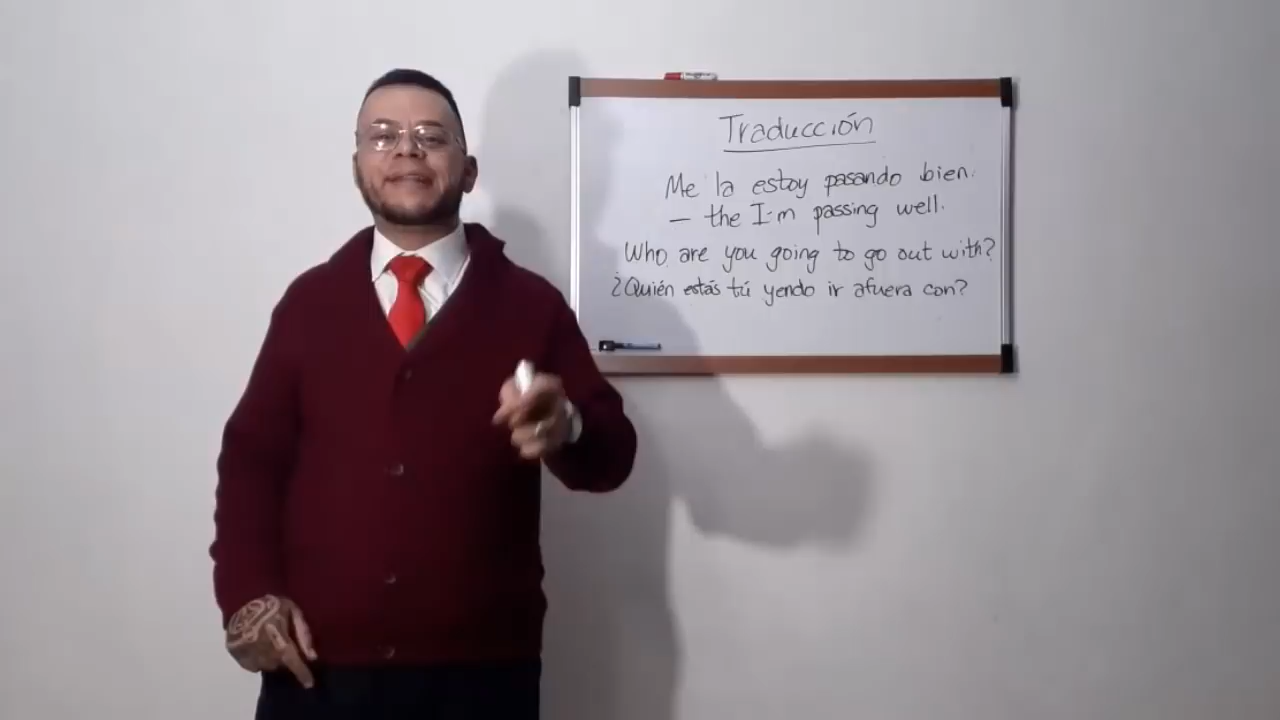 Traducción
Me la estoy pasando bien.
— the I'm passing well.
Who are you going to go out with?
¿Quién estás tú yendo ir afuera con?